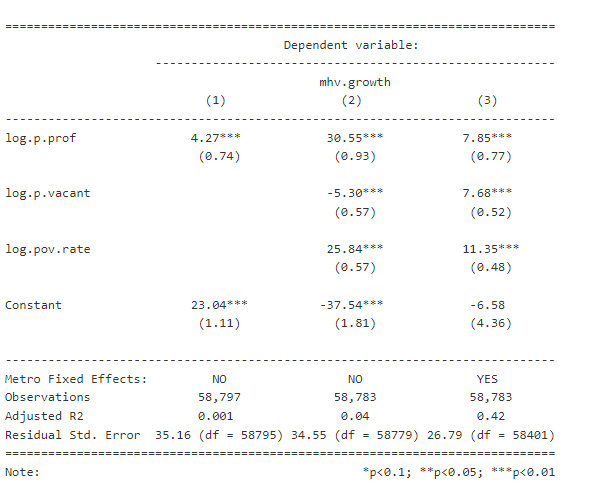 Dependent variable:
mhv.growth
(1) (2) (3)
log.p.prof 4.27*** 30.55*** 7.85***
(0.74) (0.93) (0.77)
log.p.vacant -5.30*** 7.68***
(0.57) (0.52)
log.pov.rate 25.84*** 11.35***
(0.57) (0.48)
Constant 23.04*** -37.54*** -6.58
(1.11) (1.81) (4.36)
Metro Fixed Effects: NO NO YES
Observations 58,797 58,783 58,783
Adjusted R2 0.001 0.04 0.42
Residual Std. Error 35.16 (df = 58795) 34.55 (df = 58779) 26.79 (df = 58401)
Note: *p<0.1; **p<0.05; ***p<0.01